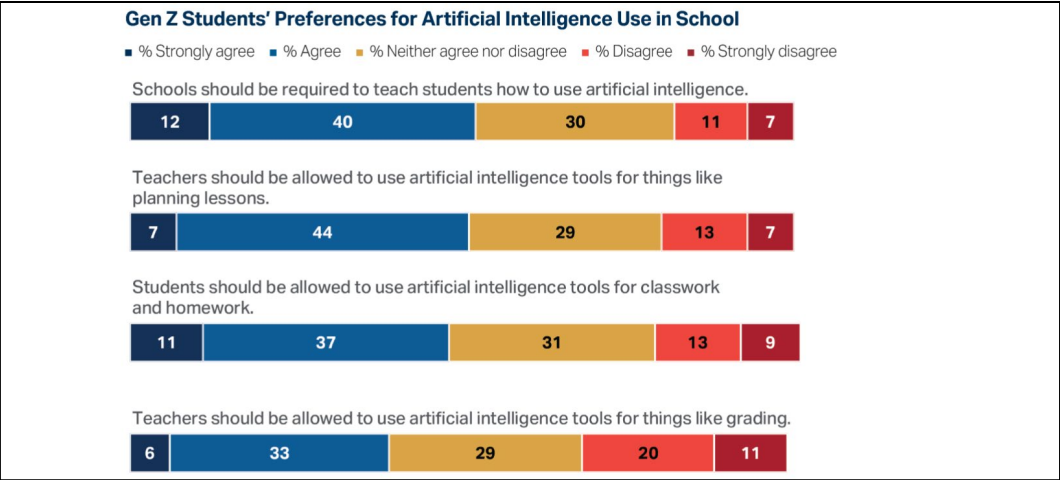 Gen Z Students’ Preferences for Artificial Intelligence Use in School
% Strongly agree % Agree % Neither agree nor disagree % Disagree % Strongly disagree
Schools should be required to teach students how to use artificial intelligence.
12 40 30 11 7
Teachers should be allowed to use artificial intelligence tools for things like
planning lessons.
7 44 29 13 7
Students should be allowed to use artificial intelligence tools for classwork
and homework.
11 37 31 13 9
Teachers should be allowed to use artificial intelligence tools for things like grading.
6 33 29 20 11